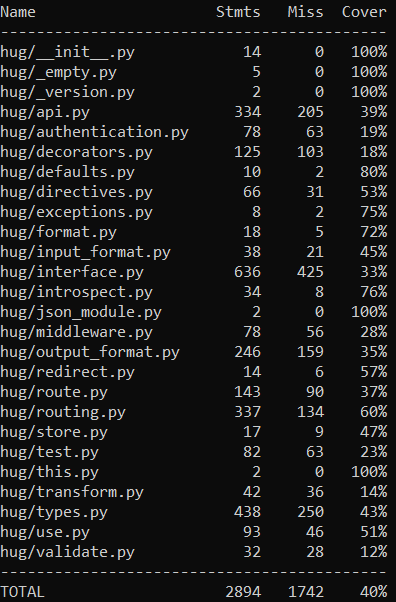 Name Stmts Miss Cover
-------------------------------------------
hug/__init__.py 14 0 100%
hug/_empty.py 5 0 100%
hug/_version.py 2 0 100%
hug/api.py 334 205 39%
hug/authentication.py 78 63 19%
hug/decorators.py 125 103 18%
hug/defaults.py 10 2 80%
hug/directives.py 66 31 53%
hug/exceptions.py 8 2 75%
hug/format.py 18 5 72%
hug/input_format.py 38 21 45%
hug/interface.py 636 425 33%
hug/introspect.py 34 8 76%
hug/json_module.py 2 0 100%
hug/middleware.py 78 56 28%
hug/output_format.py 246 159 35%
hug/redirect.py 14 6 57%
hug/route.py 143 90 37%
hug/routing.py 337 134 60%
hug/store.py 17 9 47%
hug/test.py 82 63 23%
hug/this.py 2 0 100%
hug/transform.py 42 36 14%
hug/types.py 438 250 43%
hug/use.py 93 46 51%
hug/validate.py 32 28 12%
-------------------------------------------
TOTAL 2894 1742 40%